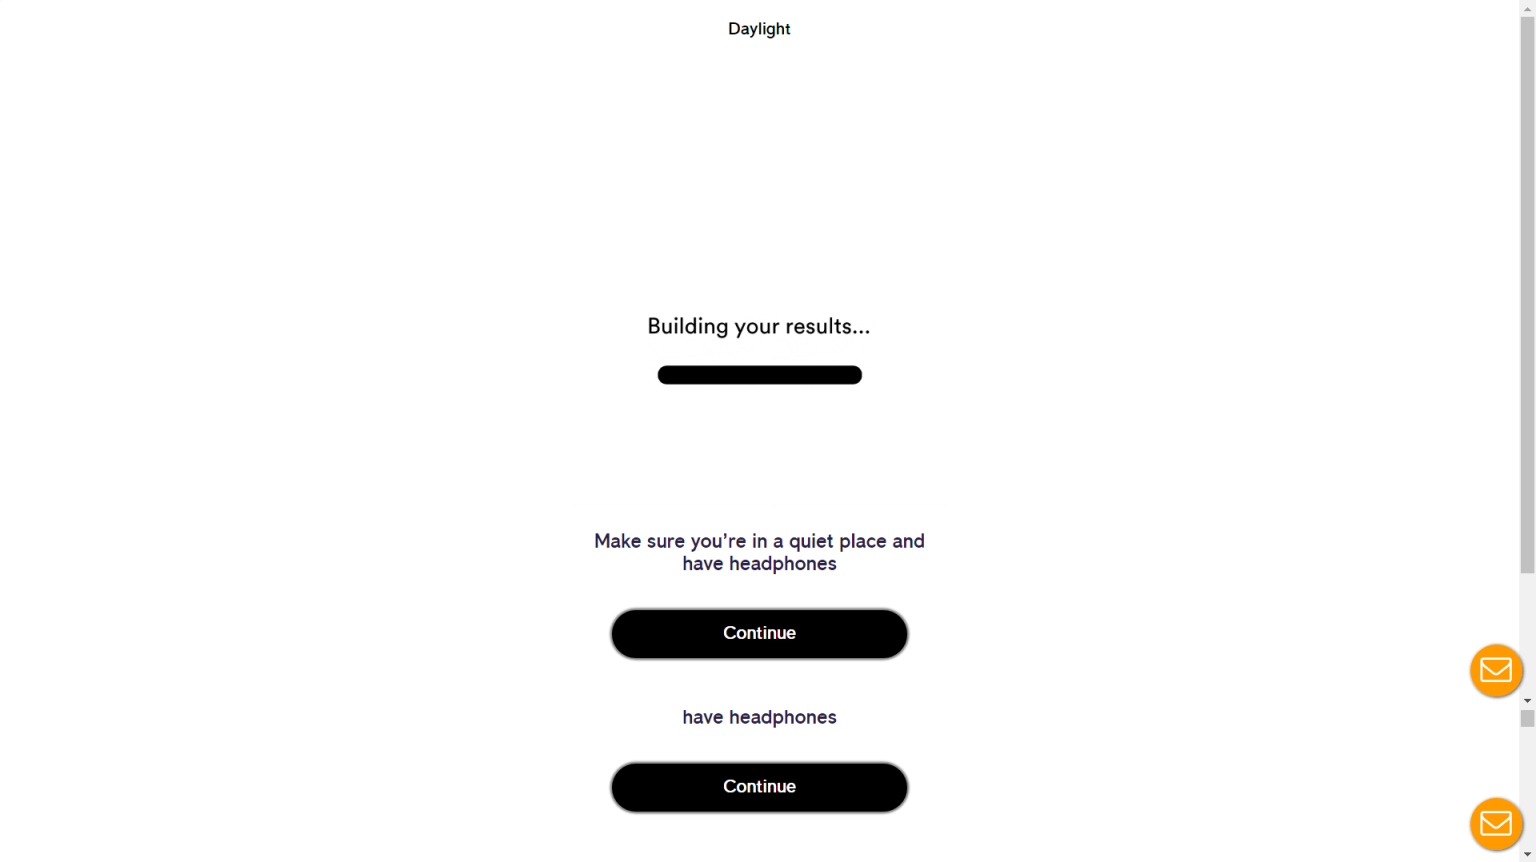 Daylight
Building your results...
Make sure you’re in a quiet place and
have headphones
Continue
have headphones
Continue